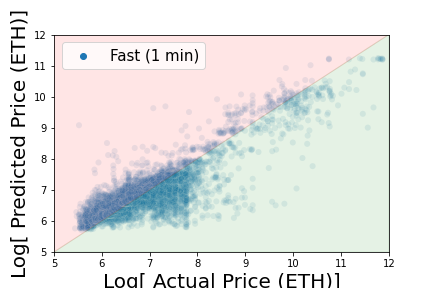 Log[ Predicted Price (ETH)]
12
11
10
9
8
7
6
5
Fast (1 min)
5 6 7 8 9 10 11 12
Log[ Actual Price (ETH)]